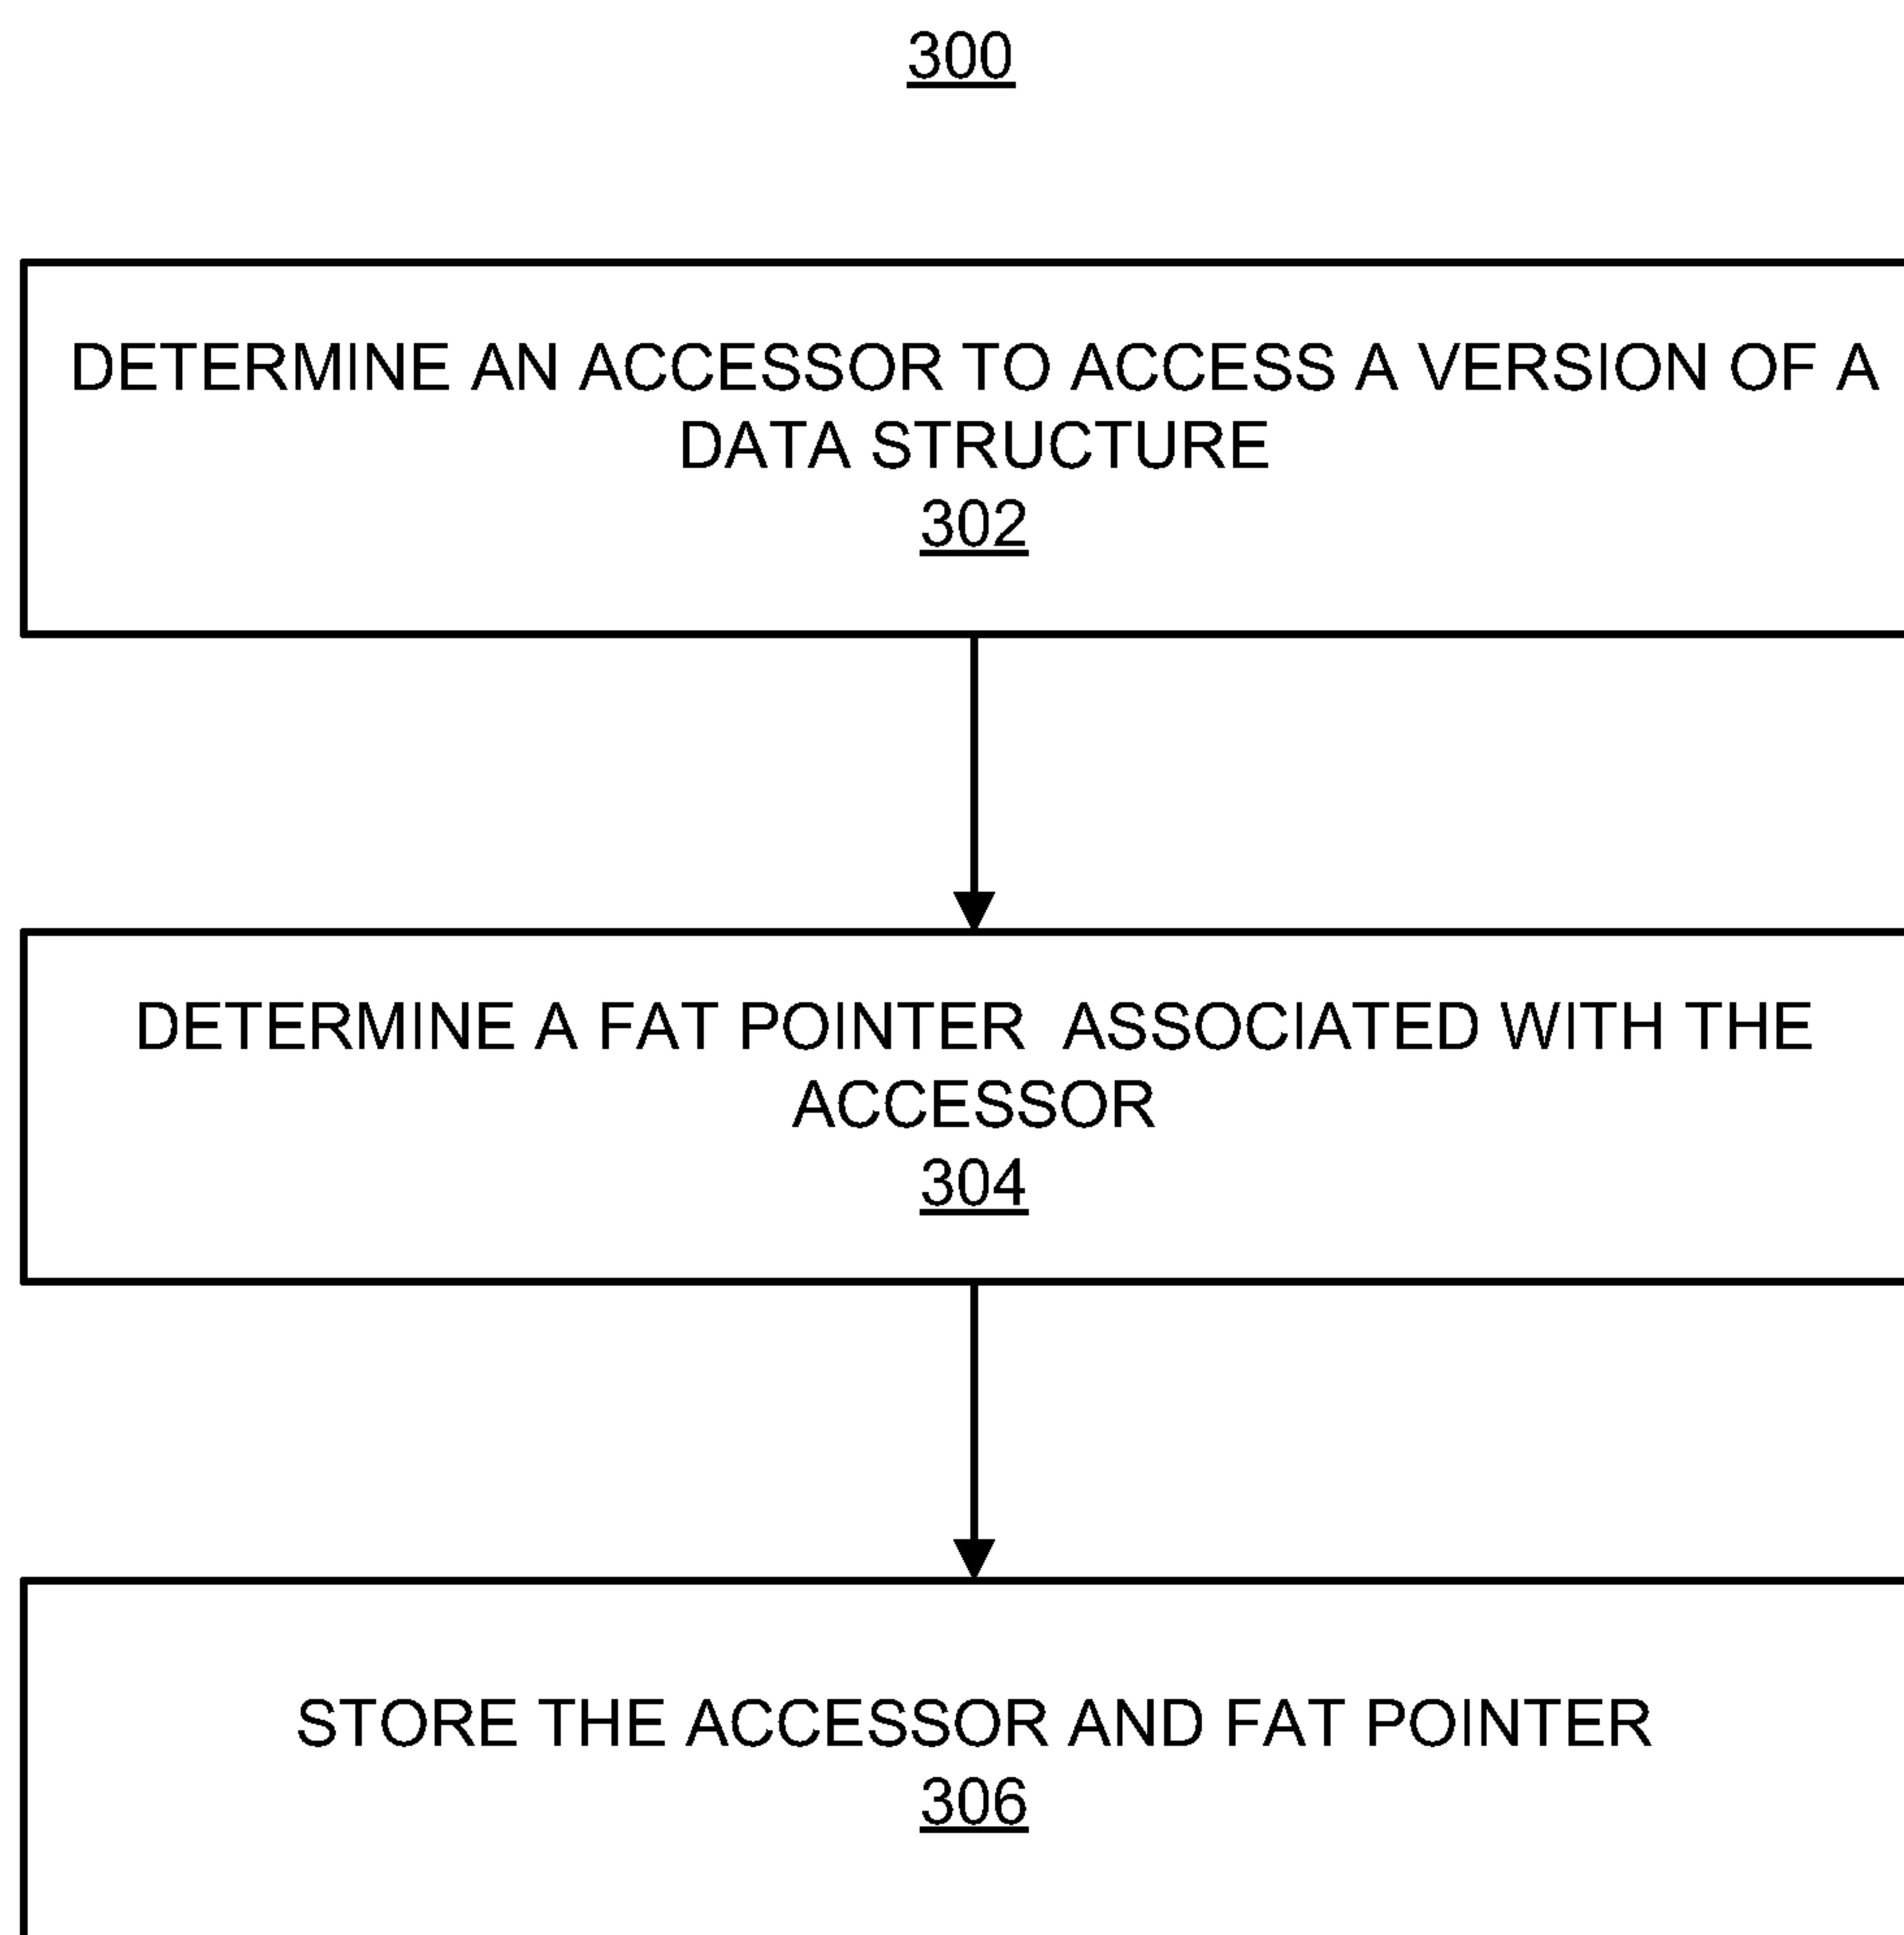 300
DETERMINE AN ACCESSOR TO ACCESS A VERSION OF A
DATA STRUCTURE
302
DETERMINE A FAT POINTER ASSOCIATED WITH THE
ACCESSOR
304
STORE THE ACCESSOR AND FAT POINTER
306